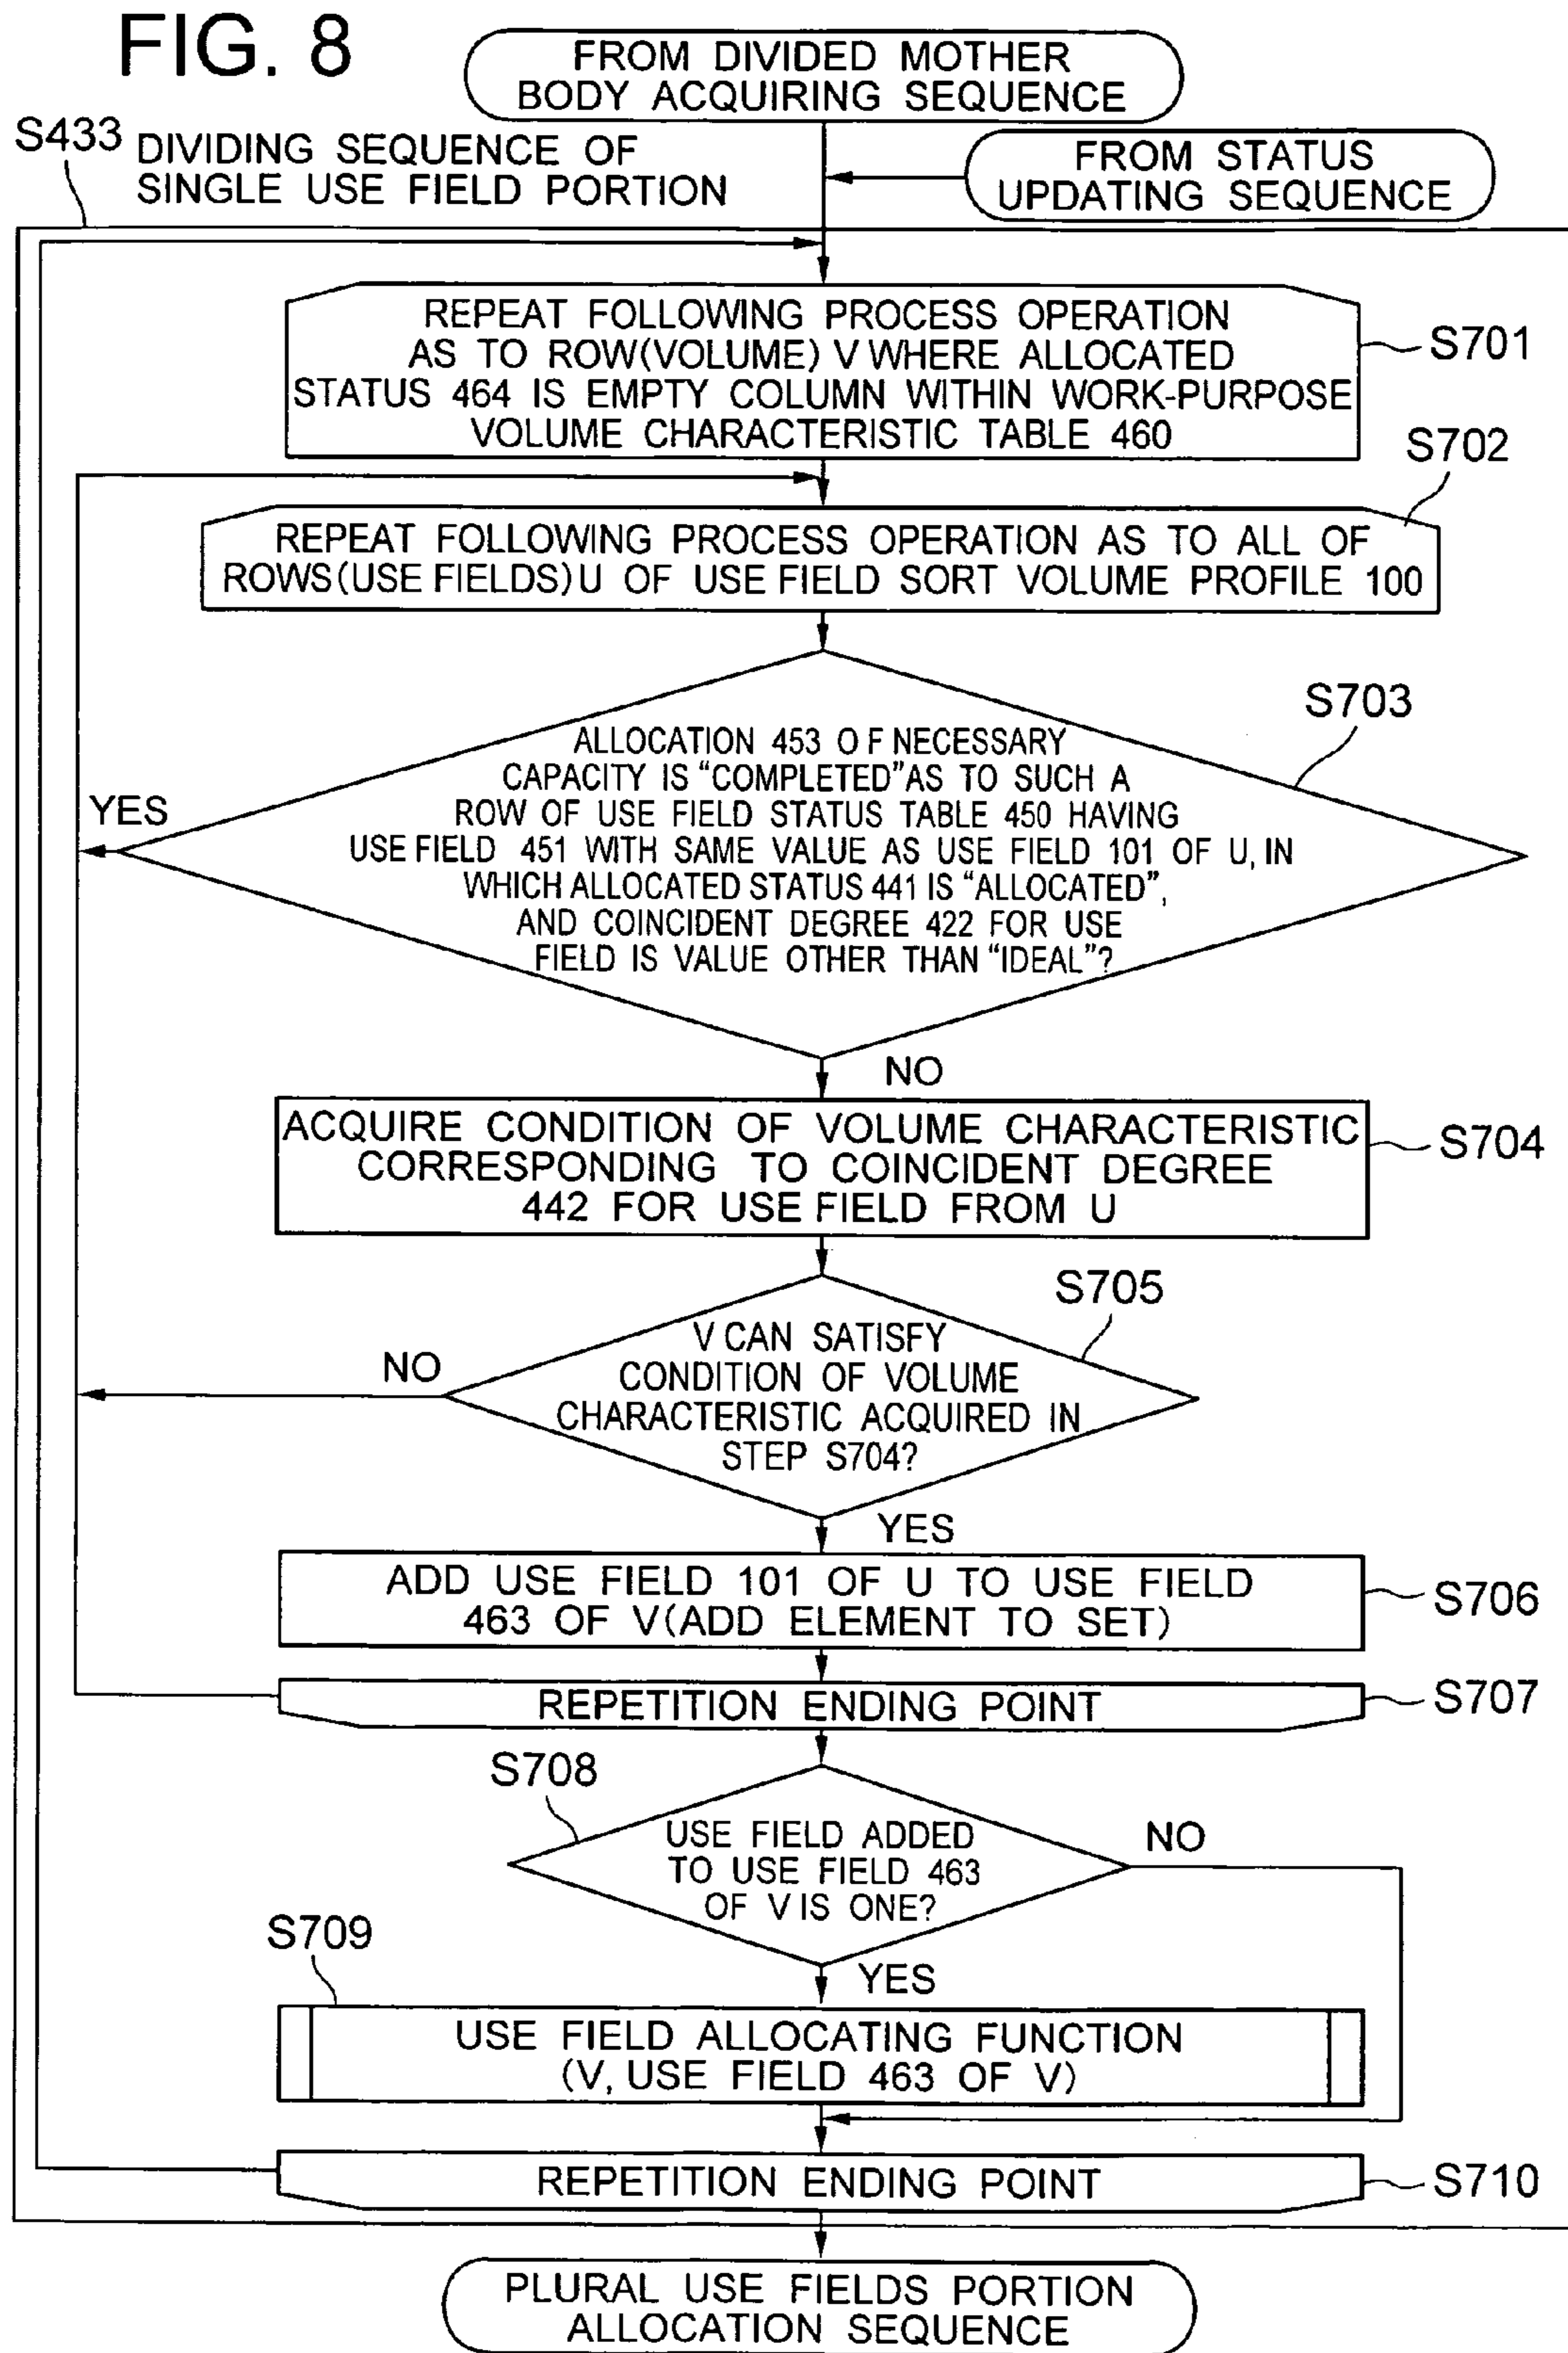 FIG. 8
FROM DIVIDED MOTHER
BODY ACQUIRING SEQUENCE
S433
DIVIDING SEQUENCE OF
SINGLE USE FIELD PORTION
FROM STATUS
UPDATING SEQUENCE
REPEAT FOLLOWING PROCESS OPERATION
AS TO ROW(VOLUME) V WHERE ALLOCATED
STATUS 464 IS EMPTY COLUMN WITHIN WORK-PURPOSE
VOLUME CHARACTERISTIC TABLE 460
S701
S702
REPEAT FOLLOWING PROCESS OPERATION AS TO ALL OF
ROWS(USE FIELDS)U OF USE FIELD SORT VOLUME PROFILE 100
S703
ALLOCATION 453 OF NECESSARY
CAPACITY IS "COMPLETED"AS TO SUCH A
ROW OF USE FIELD STATUS TABLE 450 HAVING
USE FIELD 451 WITH SAME VALUE AS USE FIELD 101 OF U, IN
WHICH ALLOCATED STATUS 441 IS "ALLOCATED",
AND COINCIDENT DEGREE 422 FOR USE
FIELD IS VALUE OTHER THAN "IDEAL"?
YES
NO
ACQUIRE CONDITION OF VOLUME CHARACTERISTIC
CORRESPONDING TO COINCIDENT DEGREE
442 FOR USE FIELD FROM U
S704
S705
V CAN SATISFY
CONDITION OF VOLUME
CHARACTERISTIC ACQUIRED IN
STEP S704?
NO
YES
ADD USE FIELD 101 OF U TO USE FIELD
463 OF V(ADD ELEMENT TO SET)
S706
REPETITION ENDING POINT
S707
S708
USE FIELD ADDED
TO USE FIELD 463
OF V IS ONE?
NO
YES
S709
USE FIELD ALLOCATING FUNCTION
(V, USE FIELD 463 OF V)
REPETITION ENDING POINT
S710
PLURAL USE FIELDS PORTION
ALLOCATION SEQUENCE